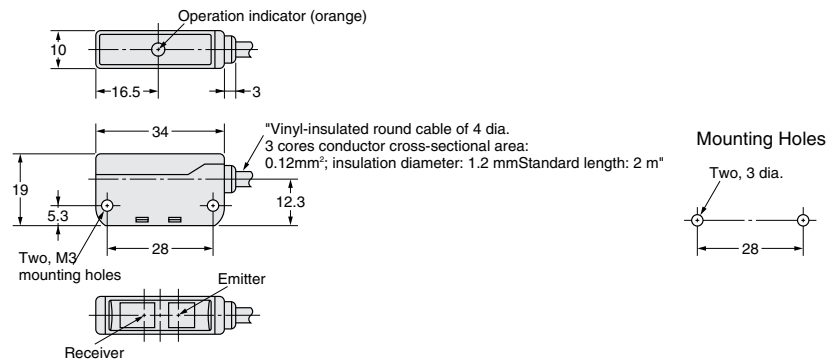 Operation indicator (orange)
10
16.5
3
34
"Vinyl-insulated round cable of 4 dia.
3 cores conductor cross-sectional area:
0.12mm²; insulation diameter: 1.2 mmStandard length: 2 m"
Mounting Holes
Two, 3 dia.
19
5.3
12.3
28
28
Two, M3
mounting holes
Emitter
Receiver